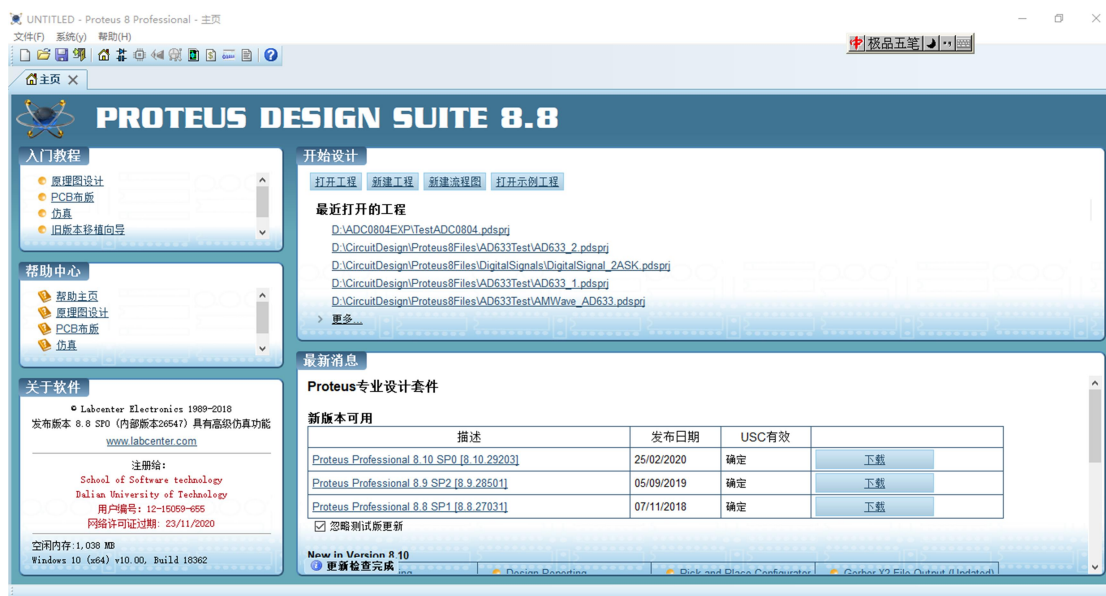 UNTITLED - Proteus 8 Professional - 主页
文件(F) 系统(y) 帮助(H)
中 极品五笔
主页
PROTEUS DESIGN SUITE 8.8
入门教程
原理图设计
PCB布版
仿真
旧版本移植向导
帮助中心
帮助主页
原理图设计
PCB布版
仿真
关于软件
© Labcenter Electronics 1989-2018
发布版本 8.8 SP0 (内部版本26547) 具有高级仿真功能
www.labcenter.com
注册给:
School of Software technology
Dalian University of Technology
用户编号: 12-15059-655
网络许可证过期: 23/11/2020
空闲内存:1,038 MB
Windows 10 (x64) v10.00, Build 18362
开始设计
打开工程 新建工程 新建流程图 打开示例工程
最近打开的工程
D:\ADC0804EXP\TestADC0804.pdsprj
D:\CircuitDesign\Proteus8Files\AD633Test\AD633_2.pdsprj
D:\CircuitDesign\Proteus8Files\DigitalSignals\DigitalSignal_2ASK.pdsprj
D:\CircuitDesign\Proteus8Files\AD633Test\AD633_1.pdsprj
D:\CircuitDesign\Proteus8Files\AD633Test\AMWave_AD633.pdsprj
更多...
最新消息
Proteus专业设计套件
新版本可用
描述 发布日期 USC有效
Proteus Professional 8.10 SP0 [8.10.29203] 25/02/2020 确定 下载
Proteus Professional 8.9 SP2 [8.9.28501] 05/09/2019 确定 下载
Proteus Professional 8.8 SP1 [8.8.27031] 07/11/2018 确定 下载
忽略测试版更新
New in Version 8.10
更新检查完成
Design Reporting Pick and Place Configurator Gerber X2 File Output (Updated)